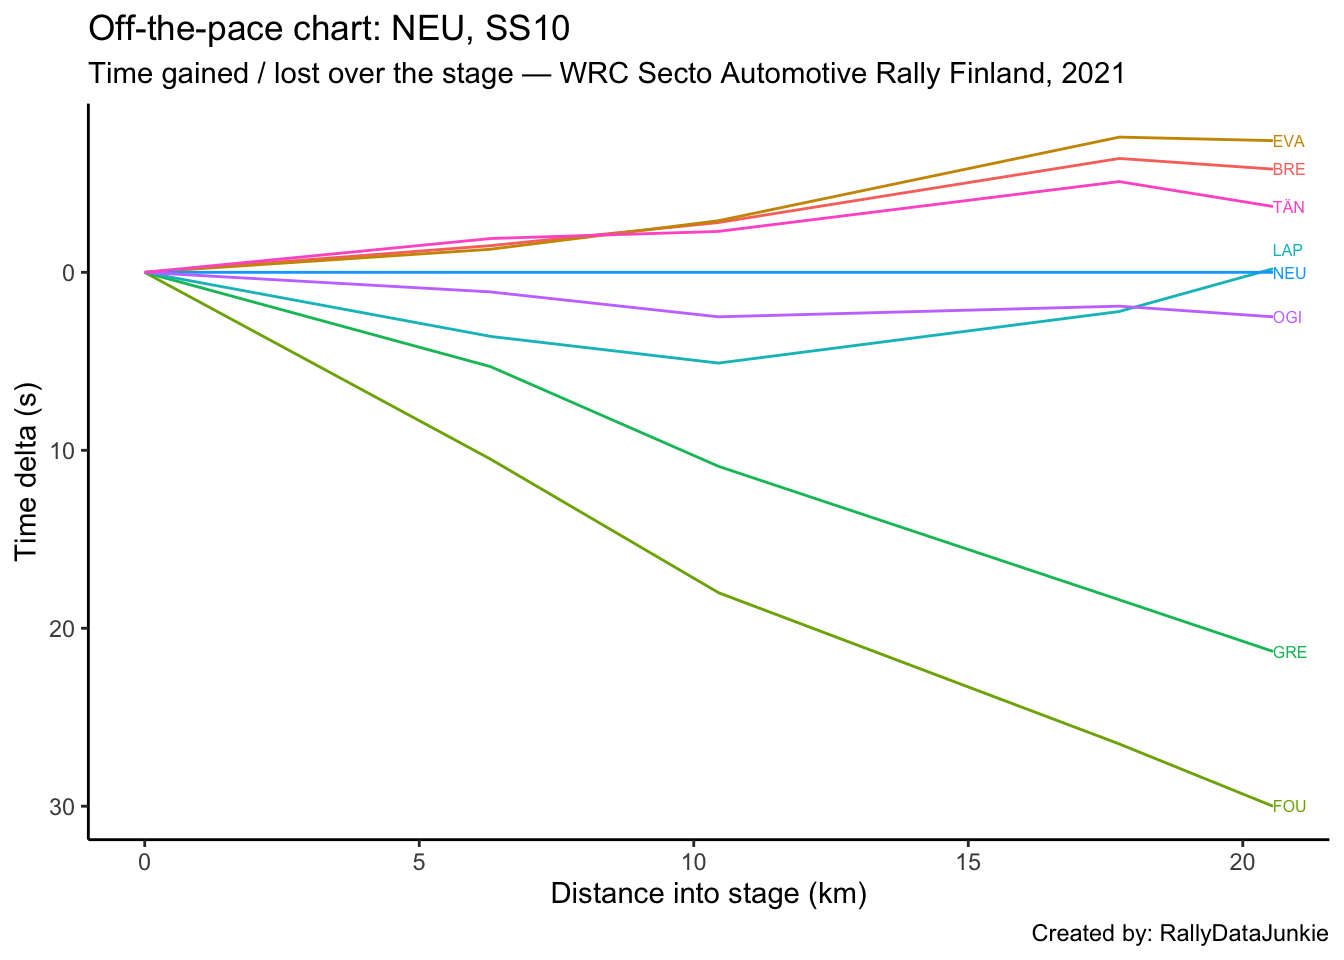 Off-the-pace chart: NEU, SS10
Time gained / lost over the stage — WRC Secto Automotive Rally Finland, 2021
EVA
BRE
TÄN
LAP
NEU
OGI
GRE
FOU
0
10
20
30
Time delta (s)
0
5
10
15
20
Distance into stage (km)
Created by: RallyDataJunkie